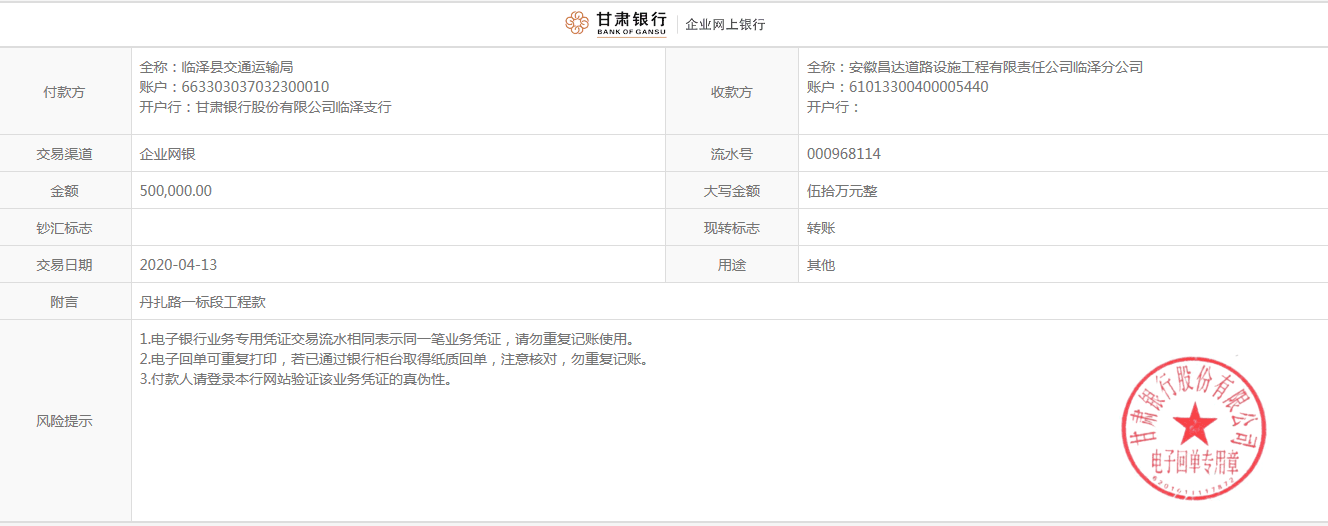 甘肃银行
BANK OF GANSU
企业网上银行
付款方
全称：临泽县交通运输局
账户：663303037032300010
开户行：甘肃银行股份有限公司临泽支行
收款方
全称：安徽昌达道路设施工程有限责任公司临泽分公司
账户：61013300400005440
开户行：
交易渠道
企业网银
流水号
000968114
金额
500,000.00
大写金额
伍拾万元整
钞汇标志
现转标志
转账
交易日期
2020-04-13
用途
其他
附言
丹扎路一标段工程款
风险提示
1.电子银行业务专用凭证交易流水相同表示同一笔业务凭证，请勿重复记账使用。
2.电子回单可重复打印，若已通过银行柜台取得纸质回单，注意核对，勿重复记账。
3.付款人请登录本行网站验证该业务凭证的真伪性。
甘肃银行股份有限公司
电子回单专用章